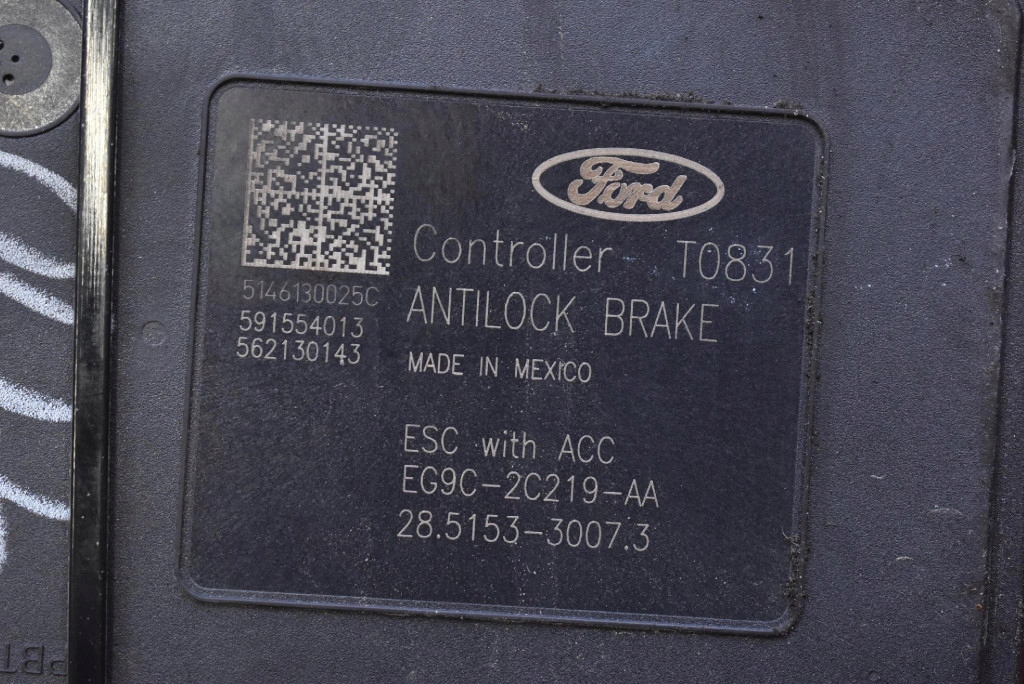 Ford
Controller T0831
ANTILOCK BRAKE
MADE IN MEXICO
5146130025C
591554013
562130143
ESC with ACC
EG9C-2C219-AA
28.5153-3007.3